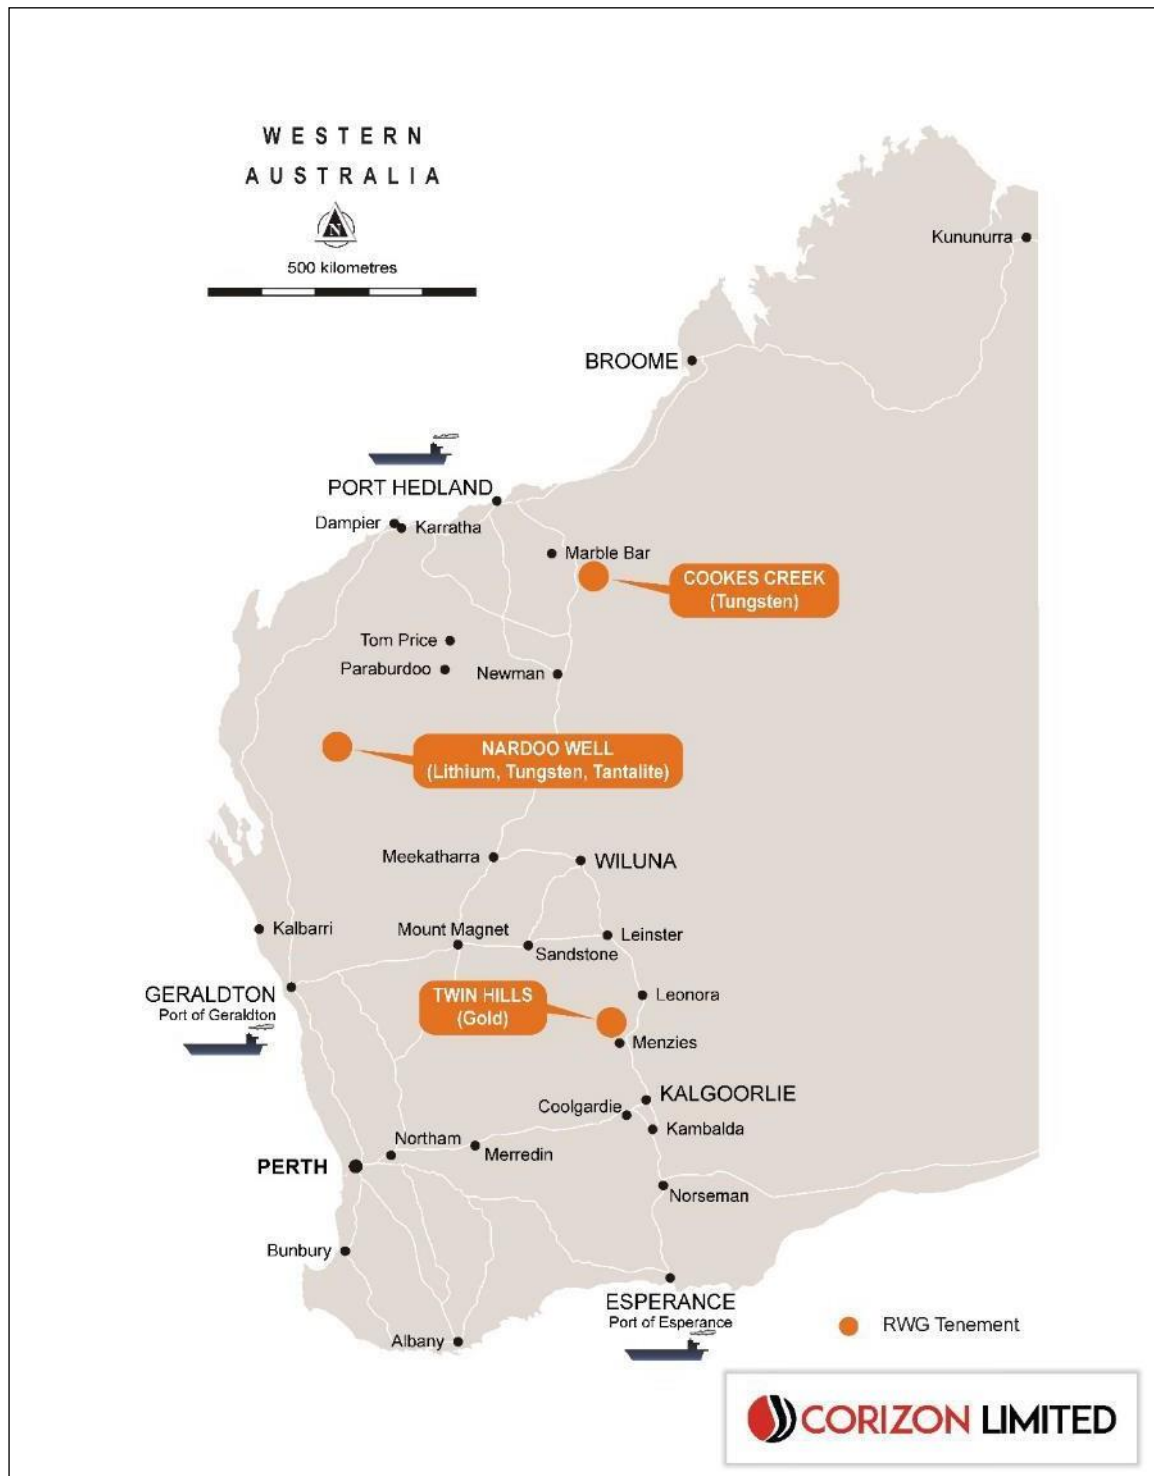 WESTERN
AUSTRALIA
N
500 kilometres
Kununurra
BROOME
PORT HEDLAND
Dampier
Karratha
Marble Bar
COOKES CREEK
(Tungsten)
Tom Price
Paraburdoo
Newman
NARDOO WELL
(Lithium, Tungsten, Tantalite)
Meekatharra
WILUNA
Kalbarri
Mount Magnet
Leinster
Sandstone
GERALDTON
Port of Geraldton
TWIN HILLS
(Gold)
Leonora
Menzies
KALGOORLIE
Coolgardie
Kambalda
Northam
Merredin
PERTH
Norseman
Bunbury
ESPERANCE
Port of Esperance
Albany
RWG Tenement
CORIZON LIMITED